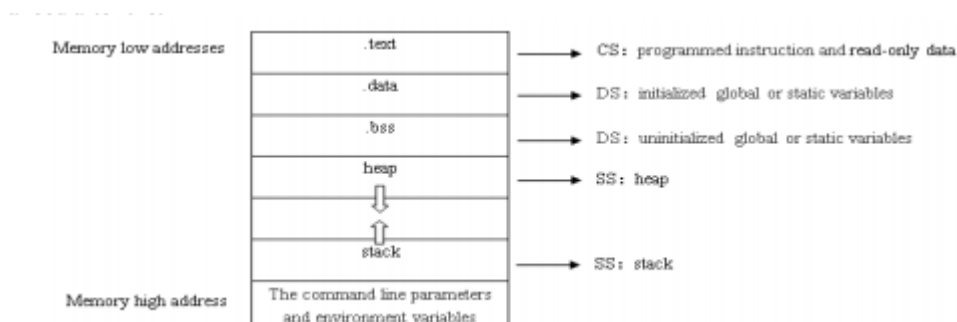 Memory low addresses
.text
CS: programmed instruction and read-only data
.data
DS: initialized global or static variables
.bss
DS: uninitialized global or static variables
heap
SS: heap
stack
SS: stack
Memory high address
The command line parameters
and environment variables